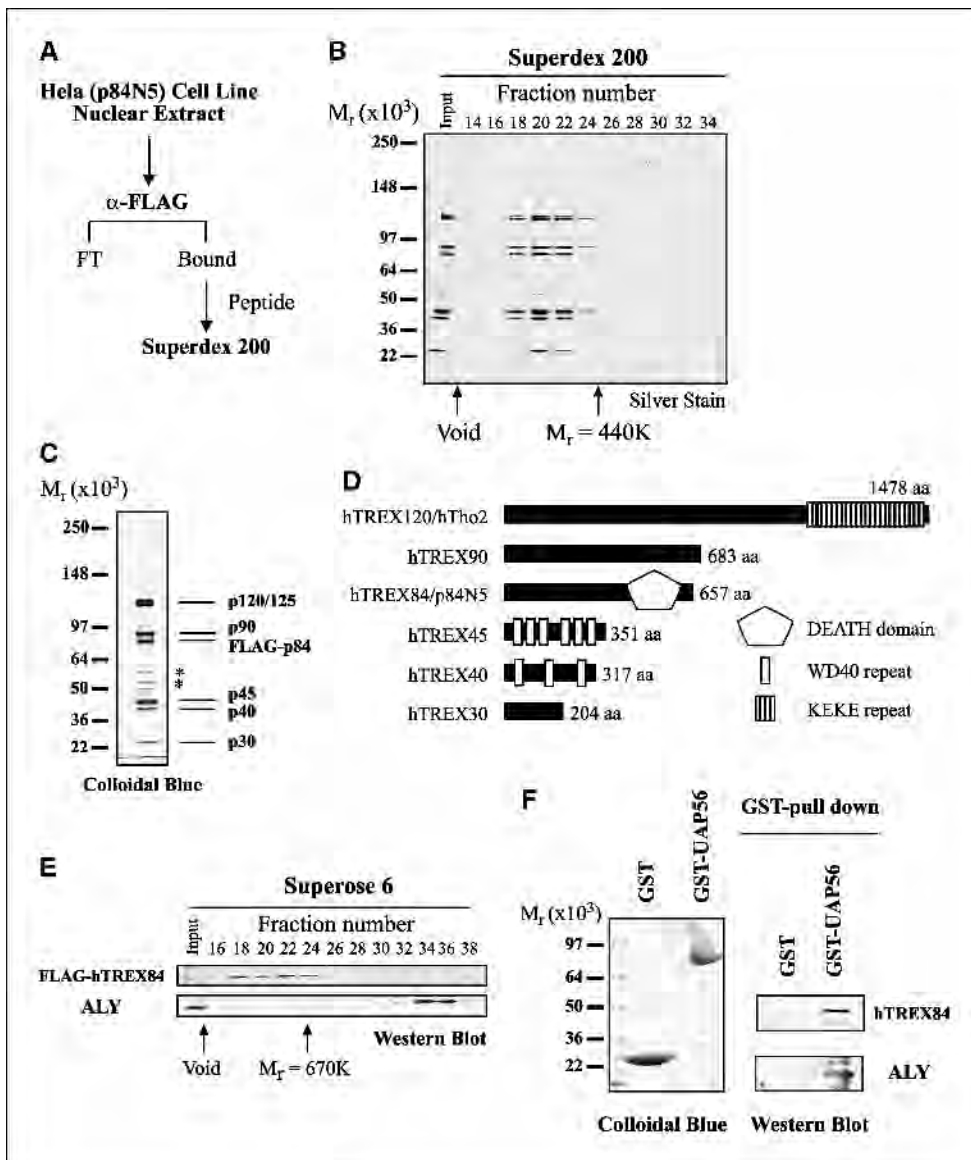 A
Hela (p84N5) Cell Line
Nuclear Extract
α-FLAG
FT Bound
Peptide
Superdex 200
B
Superdex 200
Fraction number
Mr (x10³)
Input 14 16 18 20 22 24 26 28 30 32 34
250
148
97
64
50
36
22
Silver Stain
Void Mr = 440K
C
Mr (x10³)
250
148
97
64
50
36
22
p120/125
p90
FLAG-p84
*
*
p45
p40
p30
Colloidal Blue
D
1478 aa
hTREX120/hTho2
hTREX90 683 aa
hTREX84/p84N5 657 aa
hTREX45 351 aa
hTREX40 317 aa
hTREX30 204 aa
DEATH domain
WD40 repeat
KEKE repeat
E
Superose 6
Fraction number
Input 16 18 20 22 24 26 28 30 32 34 36 38
FLAG-hTREX84
ALY
Western Blot
Void Mr = 670K
F
GST-pull down
GST GST-UAP56
Mr (x10³)
97
64
50
36
22
Colloidal Blue
GST GST-UAP56
hTREX84
ALY
Western Blot